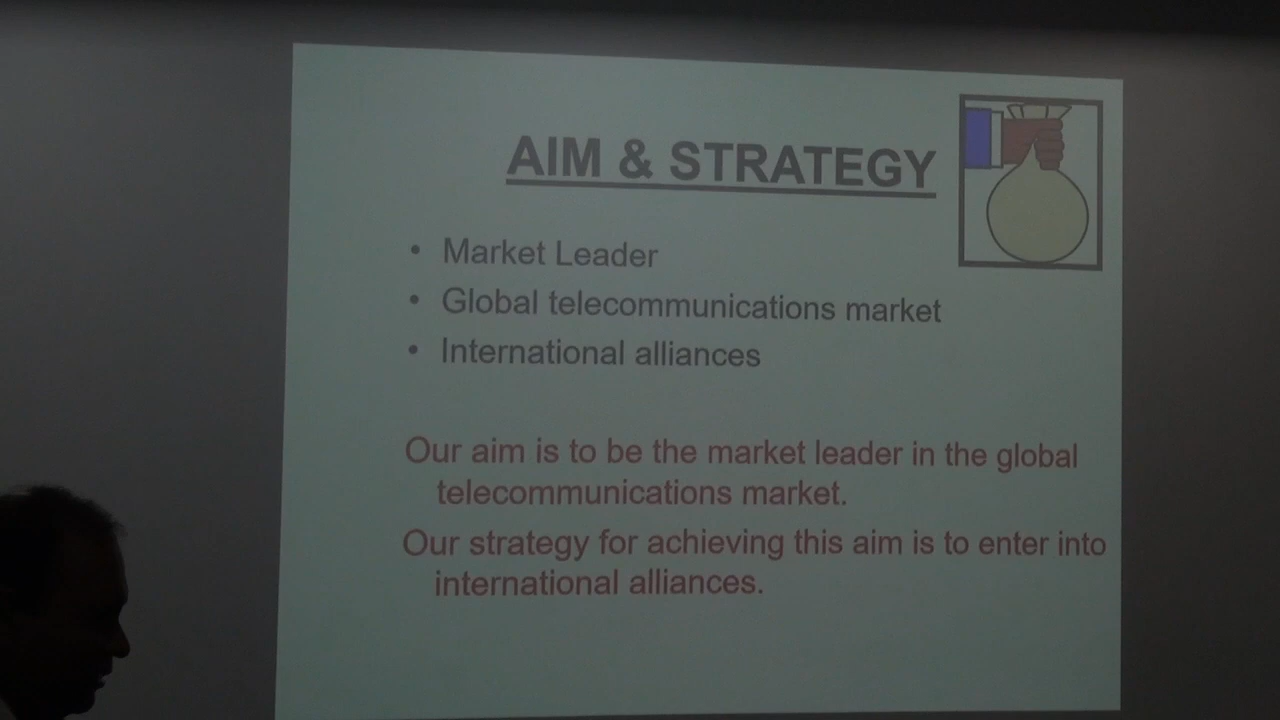 AIM & STRATEGY
• Market Leader
• Global telecommunications market
• International alliances
Our aim is to be the market leader in the global
telecommunications market.
Our strategy for achieving this aim is to enter into
international alliances.